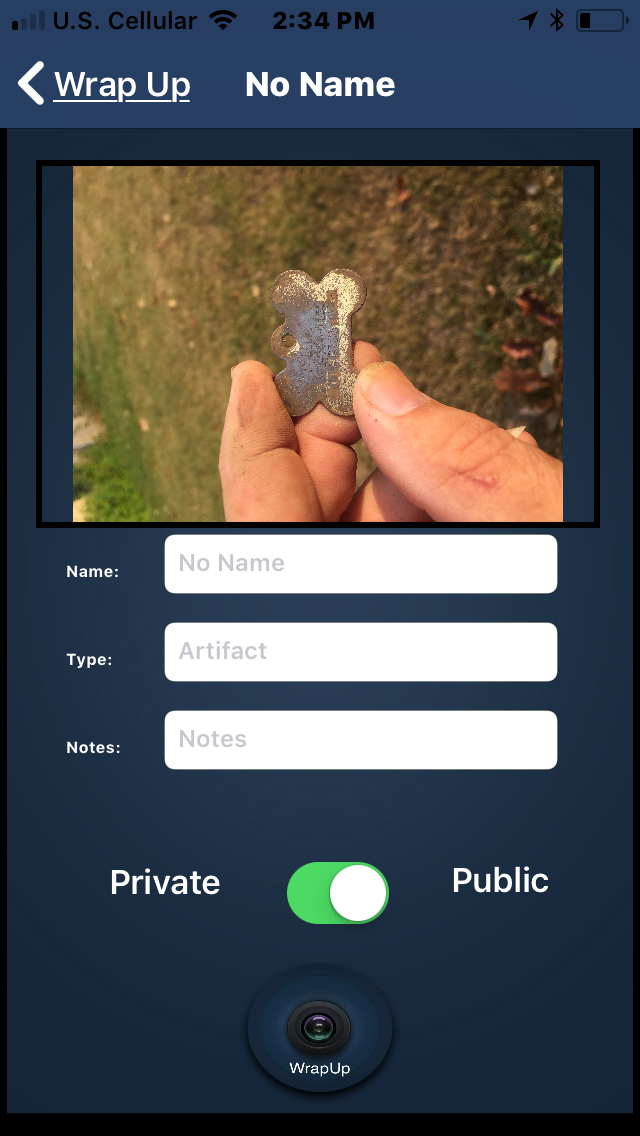 U.S. Cellular 2:34 PM
Wrap Up No Name
Name: No Name
Type: Artifact
Notes: Notes
Private Public
WrapUp